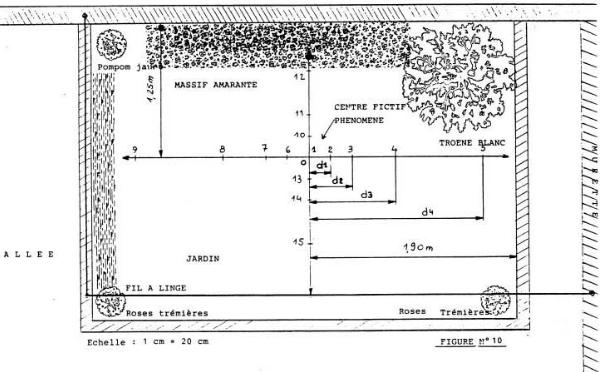 Pompom jau
12
1,25m
MASSIF AMARANTE
11
CENTRE FICTIF
PHENOMENE
10
TROENE BLANC
9 8 7 6 1 2 3 4 5
0
d1
13
d2
14
d3
d4
15
1,90m
MURETTE
ALLEE
JARDIN
FIL A LINGE
Roses trémières
Roses Trémières
Echelle : 1 cm = 20 cm
FIGURE N°10